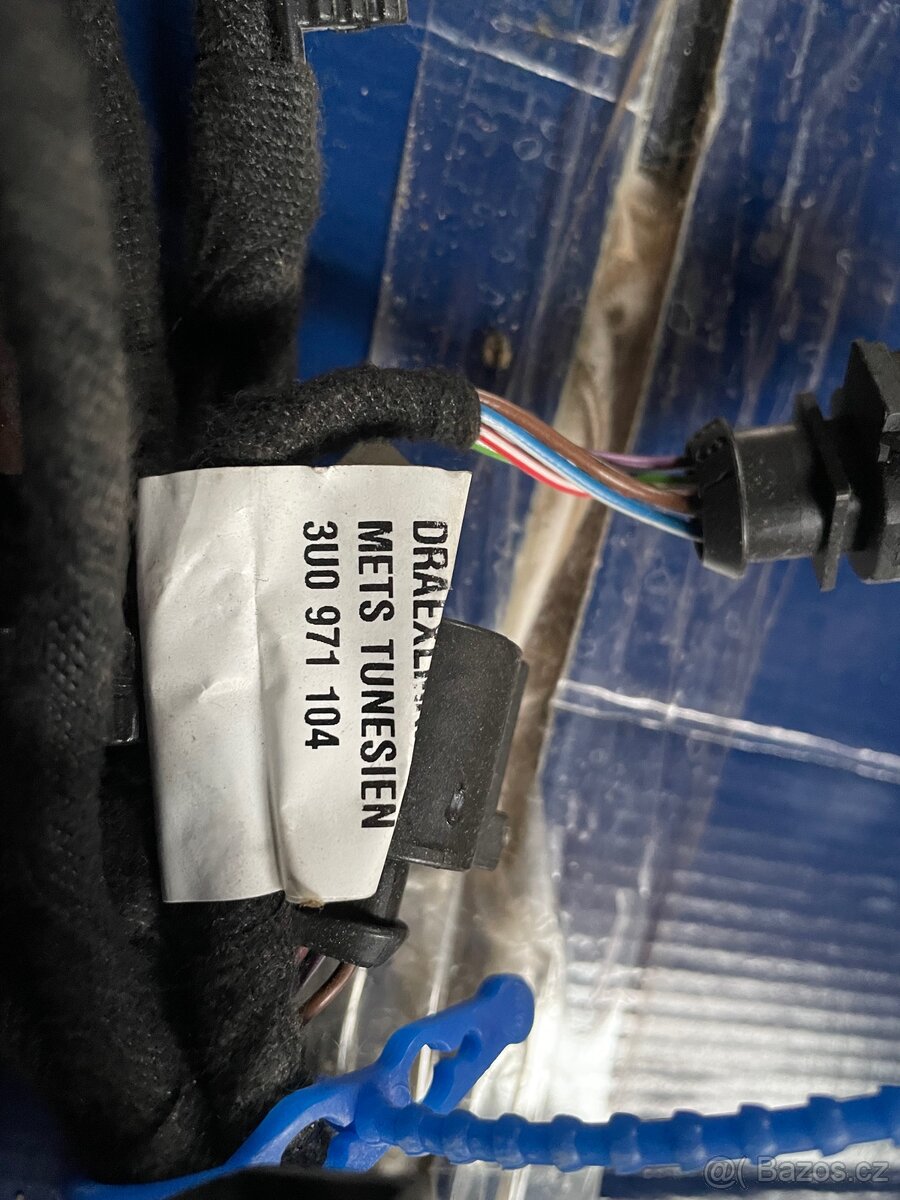 METS TUNESIEN
3U0 971 104
@( Bazos.cz